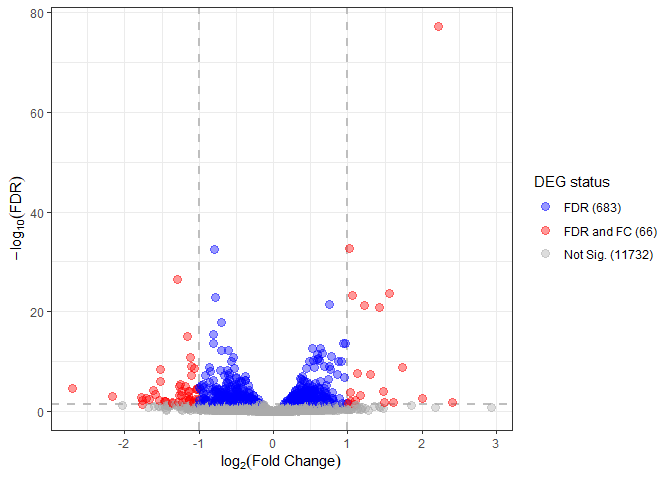 80
60
40
20
0
−log10(FDR)
-2
-1
0
1
2
3
log2(Fold Change)
DEG status
FDR (683)
FDR and FC (66)
Not Sig. (11732)